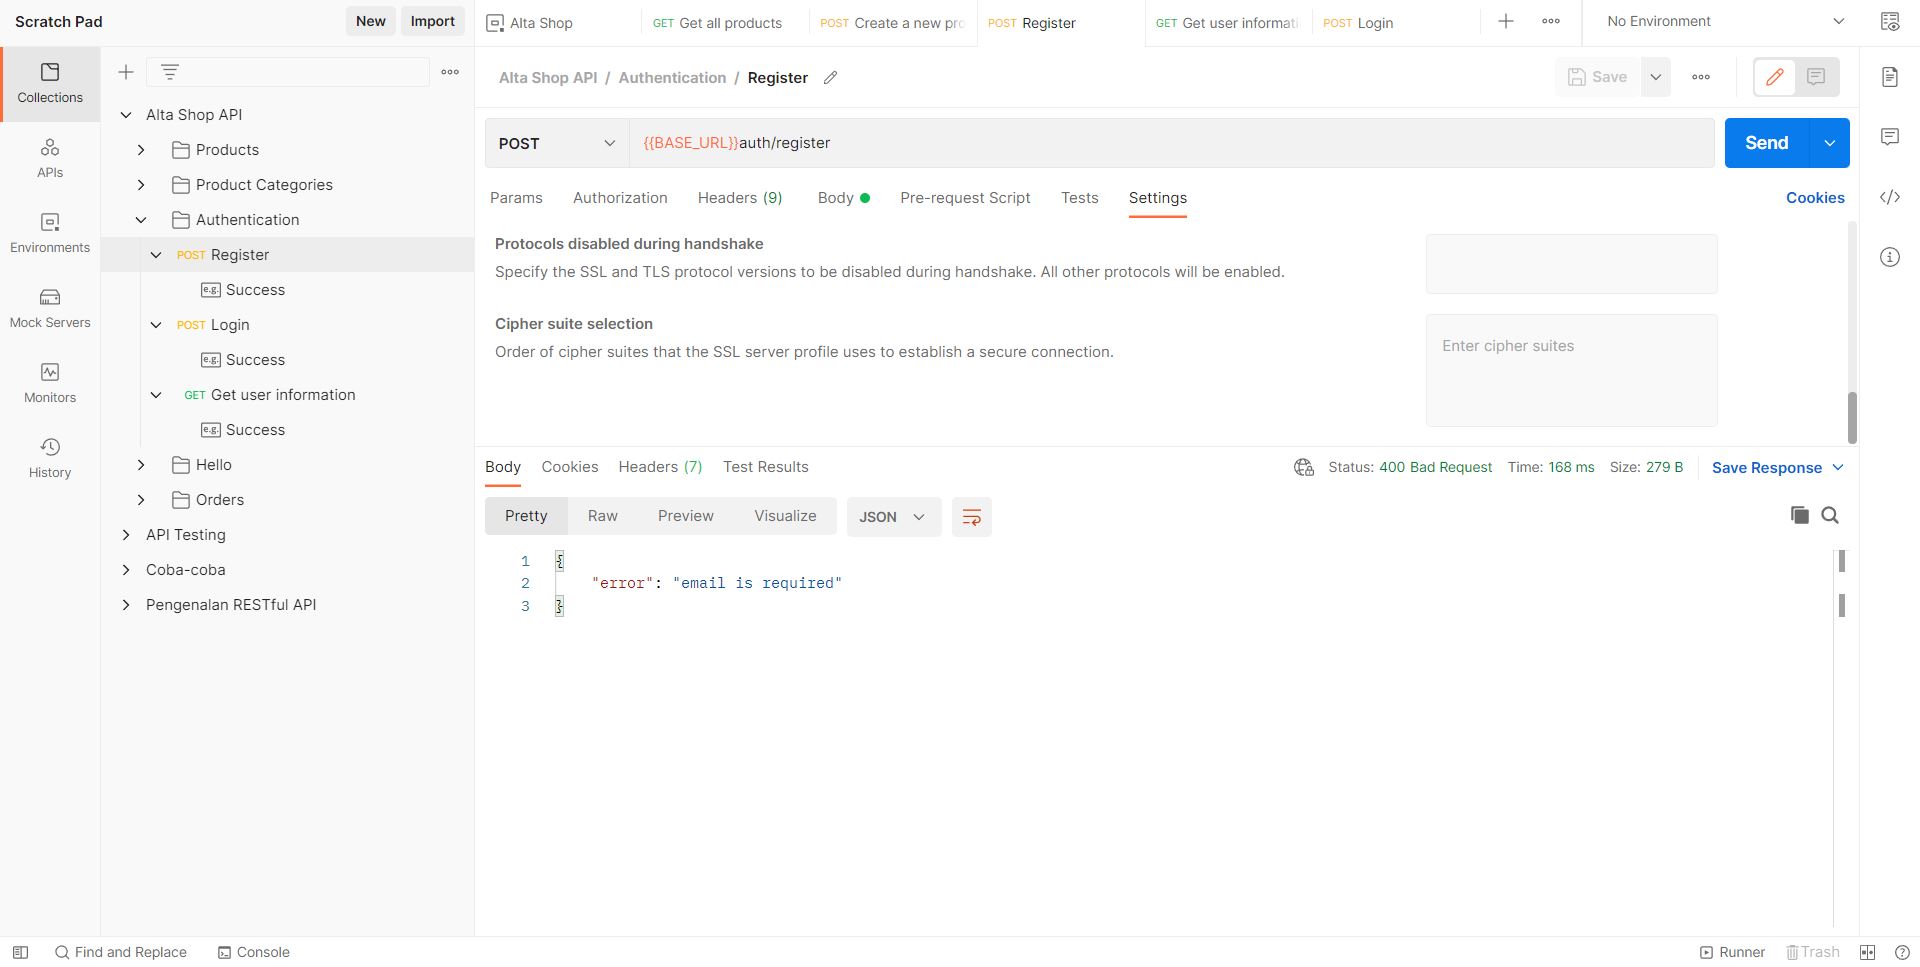 Scratch Pad
New
Import
Alta Shop
GET Get all products
POST Create a new pro
POST Register
GET Get user informati
POST Login
No Environment
Collections
APIs
Environments
Mock Servers
Monitors
History
Alta Shop API
Products
Product Categories
Authentication
POST Register
e.g. Success
POST Login
e.g. Success
GET Get user information
e.g. Success
Hello
Orders
API Testing
Coba-coba
Pengenalan RESTful API
Alta Shop API / Authentication / Register
Save
POST
{{BASE_URL}}auth/register
Send
Params
Authorization
Headers (9)
Body
Pre-request Script
Tests
Settings
Cookies
Protocols disabled during handshake
Specify the SSL and TLS protocol versions to be disabled during handshake. All other protocols will be enabled.
Cipher suite selection
Order of cipher suites that the SSL server profile uses to establish a secure connection.
Enter cipher suites
Body
Cookies
Headers (7)
Test Results
Status: 400 Bad Request
Time: 168 ms
Size: 279 B
Save Response
Pretty
Raw
Preview
Visualize
JSON
1 {
2 "error": "email is required"
3 }
Find and Replace
Console
Runner
Trash